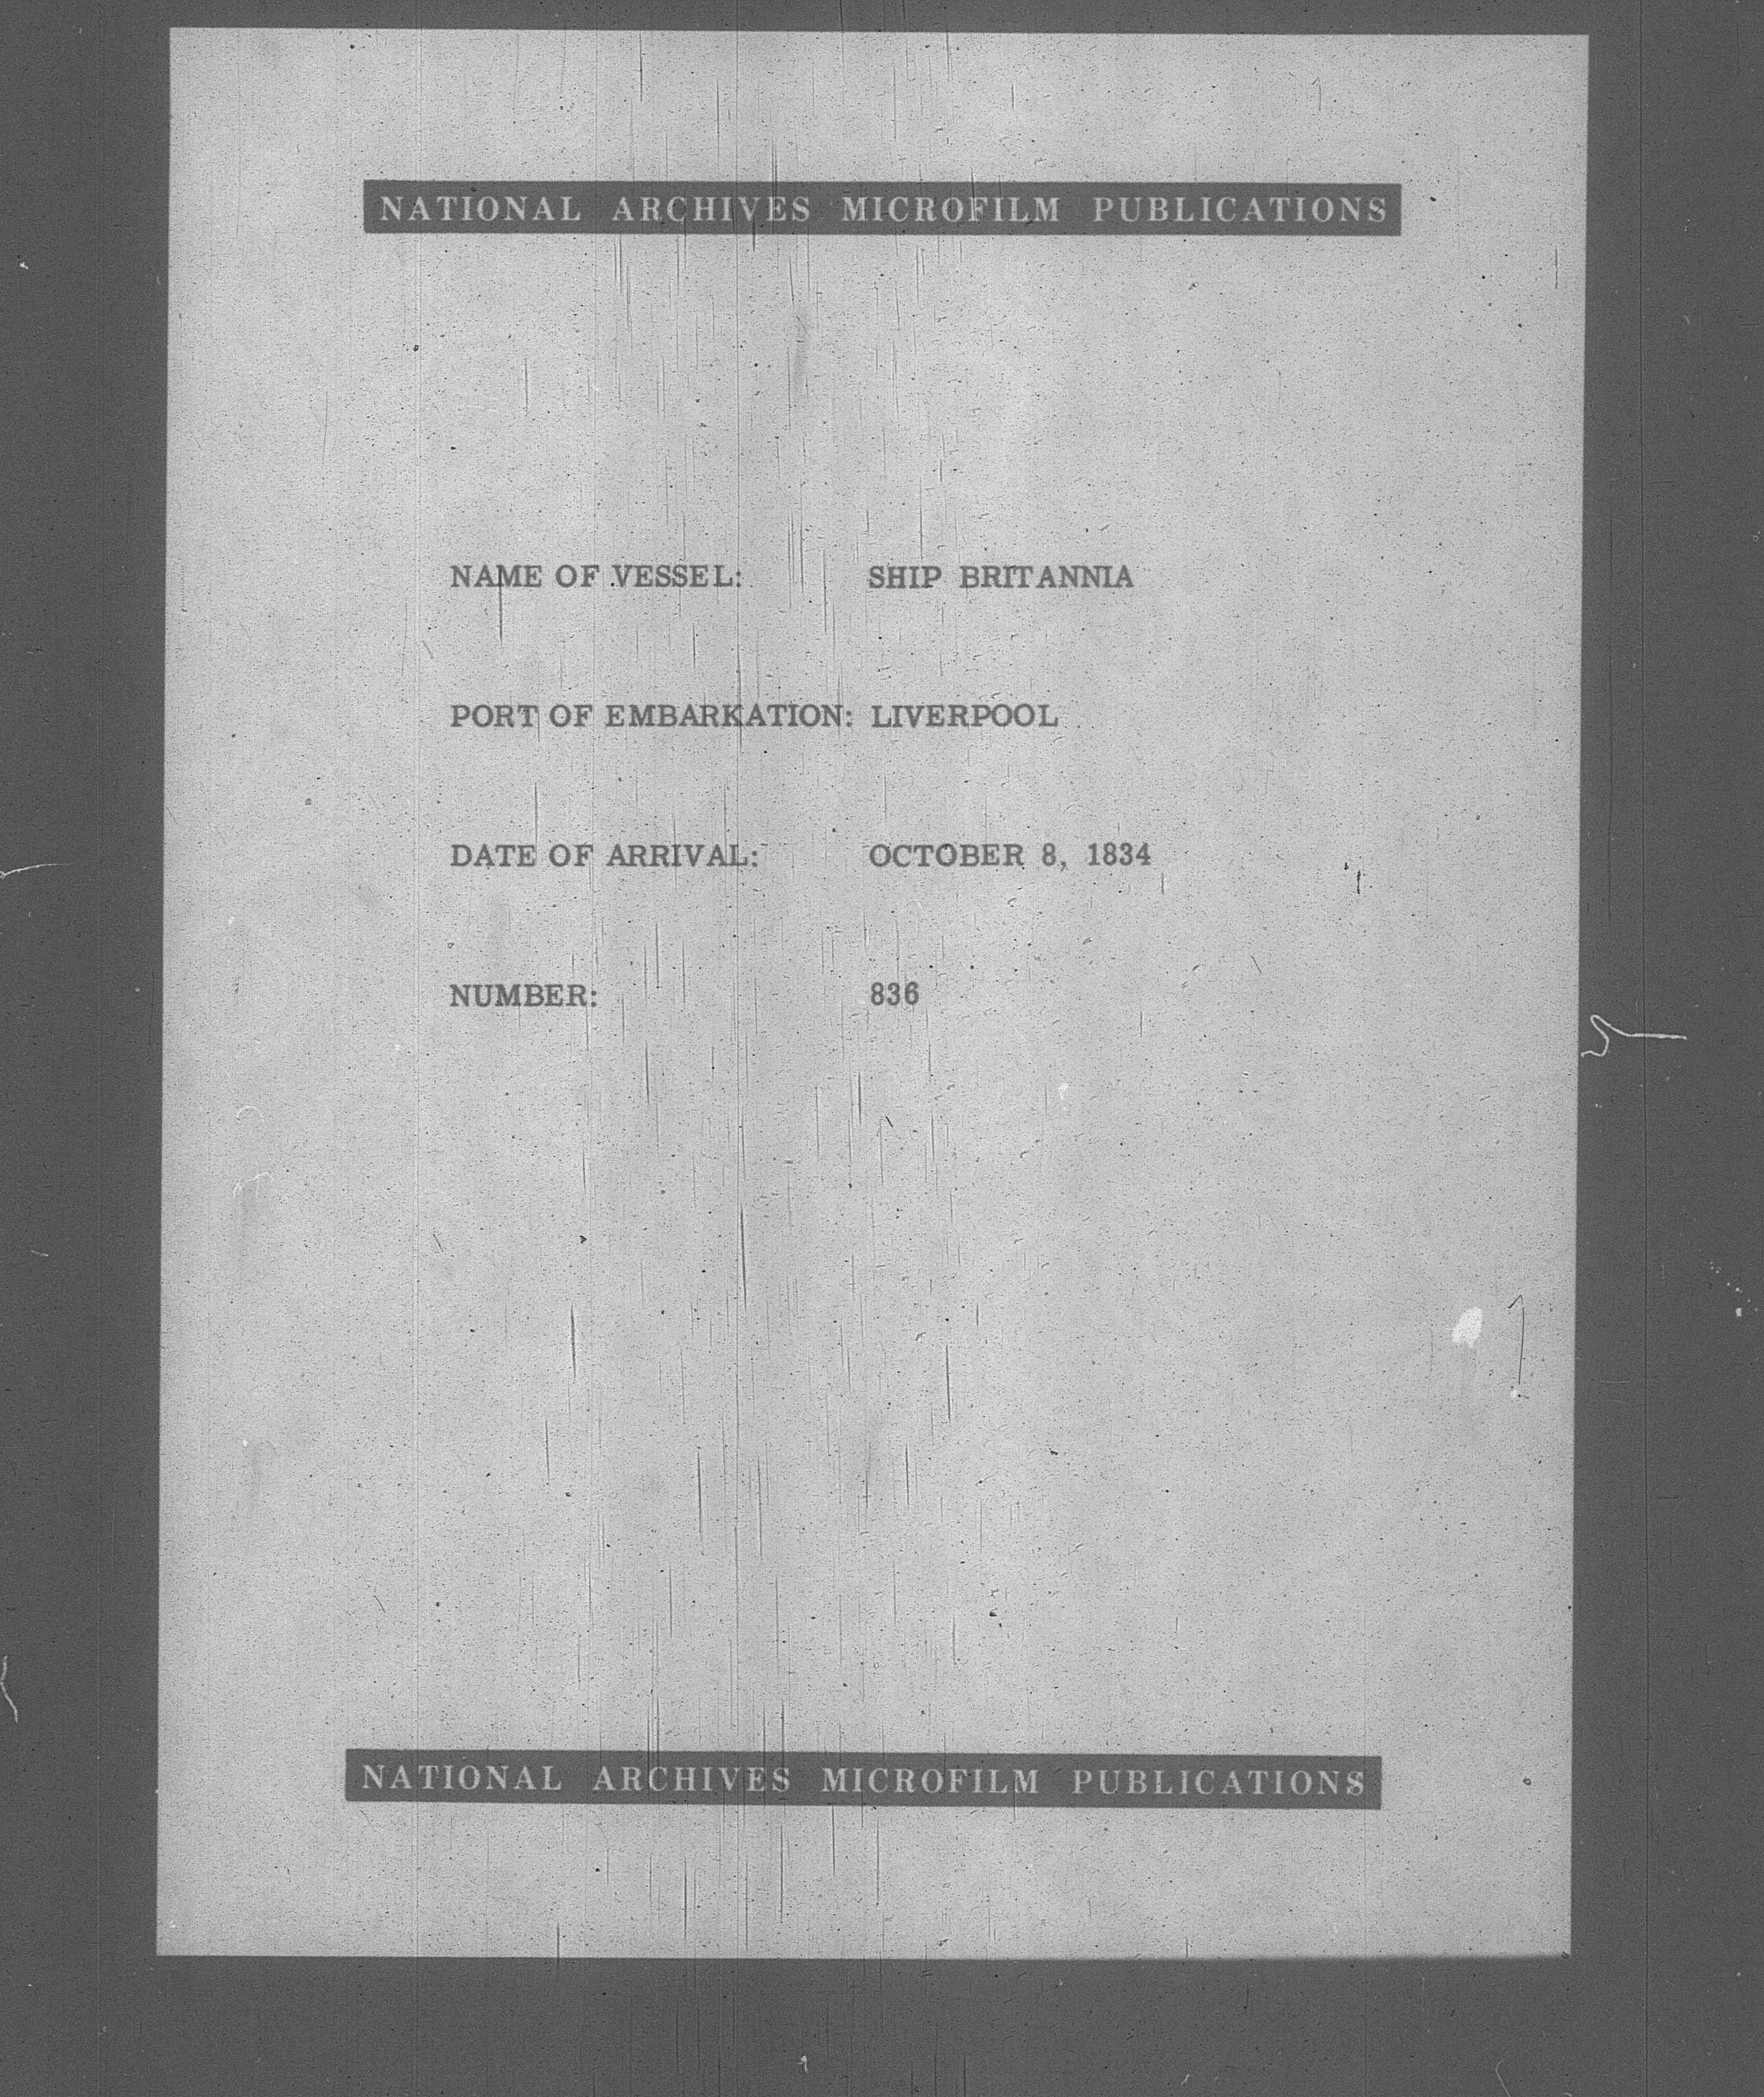 NATIONAL ARCHIVES MICROFILM PUBLICATIONS
NAME OF VESSEL: SHIP BRITANNIA
PORT OF EMBARKATION: LIVERPOOL
DATE OF ARRIVAL: OCTOBER 8, 1834
NUMBER: 836
NATIONAL ARCHIVES MICROFILM PUBLICATIONS